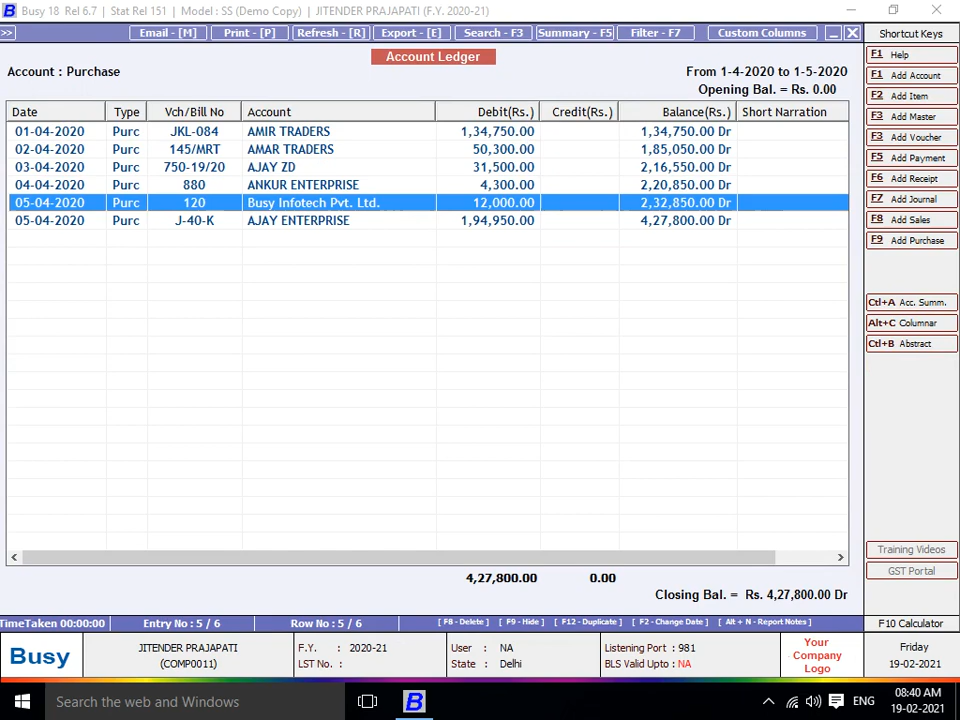 Busy 18 Rel 6.7 | Stat Rel 151 | Model : SS (Demo Copy) | JITENDER PRAJAPATI (F.Y. 2020-21)
>> Email - [M] Print - [P] Refresh - [R] Export - [E] Search - F3 Summary - F5 Filter - F7 Custom Columns
Shortcut Keys
Account Ledger
Account : Purchase
From 1-4-2020 to 1-5-2020
Opening Bal. = Rs. 0.00
Date Type Vch/Bill No Account Debit(Rs.) Credit(Rs.) Balance(Rs.) Short Narration
01-04-2020 Purc JKL-084 AMIR TRADERS 1,34,750.00 1,34,750.00 Dr
02-04-2020 Purc 145/MRT AMAR TRADERS 50,300.00 1,85,050.00 Dr
03-04-2020 Purc 750-19/20 AJAY ZD 31,500.00 2,16,550.00 Dr
04-04-2020 Purc 880 ANKUR ENTERPRISE 4,300.00 2,20,850.00 Dr
05-04-2020 Purc 120 Busy Infotech Pvt. Ltd. 12,000.00 2,32,850.00 Dr
05-04-2020 Purc J-40-K AJAY ENTERPRISE 1,94,950.00 4,27,800.00 Dr
4,27,800.00 0.00
Closing Bal. = Rs. 4,27,800.00 Dr
F1 Help
F1 Add Account
F2 Add Item
F3 Add Master
F3 Add Voucher
F5 Add Payment
F6 Add Receipt
F7 Add Journal
F8 Add Sales
F9 Add Purchase
Ctl+A Acc. Summ.
Alt+C Columnar
Ctl+B Abstract
Training Videos
GST Portal
TimeTaken 00:00:00 Entry No : 5 / 6 Row No : 5 / 6 [ F8 - Delete ] [ F9 - Hide ] [ F12 - Duplicate ] [ F2 - Change Date ] [ Alt + N - Report Notes ] F10 Calculator
Busy
JITENDER PRAJAPATI
(COMP0011)
F.Y. : 2020-21
LST No. :
User : NA
State : Delhi
Listening Port : 981
BLS Valid Upto : NA
Your
Company
Logo
Friday
19-02-2021
Search the web and Windows
B
ENG
08:40 AM
19-02-2021